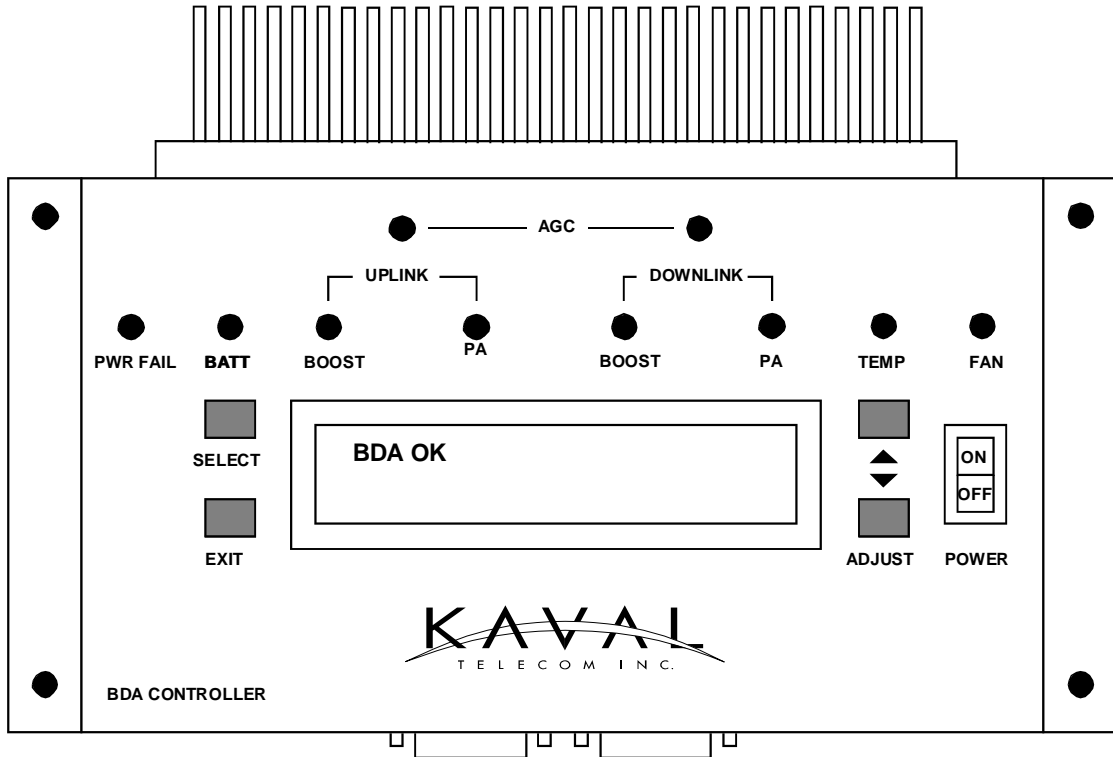 AGC
UPLINK DOWNLINK
PWR FAIL BATT BOOST PA BOOST PA TEMP FAN
SELECT
BDA OK
ON
OFF
EXIT
ADJUST
POWER
KAVAL
TELECOM INC.
BDA CONTROLLER